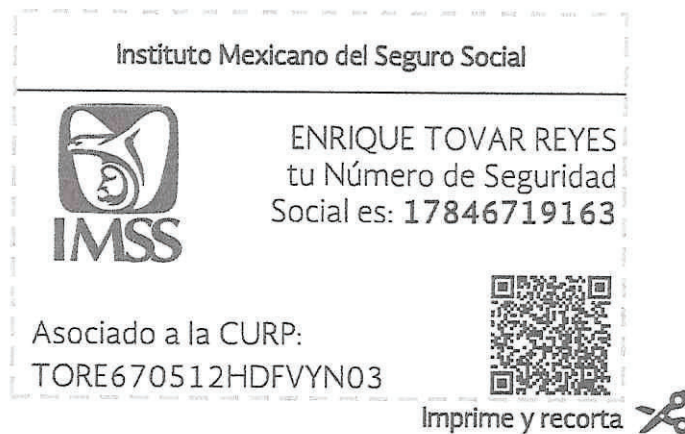 Instituto Mexicano del Seguro Social
IMSS
ENRIQUE TOVAR REYES
tu Número de Seguridad
Social es: 17846719163
Asociado a la CURP:
TORE670512HDFVYN03
Imprime y recorta